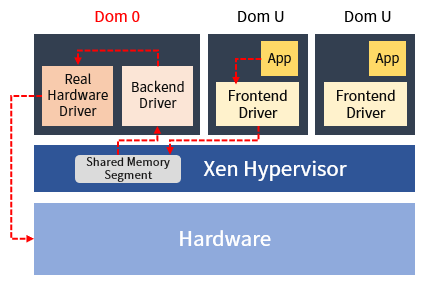 Dom 0
Dom U
Dom U
App
App
Real
Hardware
Driver
Backend
Driver
Frontend
Driver
Frontend
Driver
Shared Memory
Segment
Xen Hypervisor
Hardware